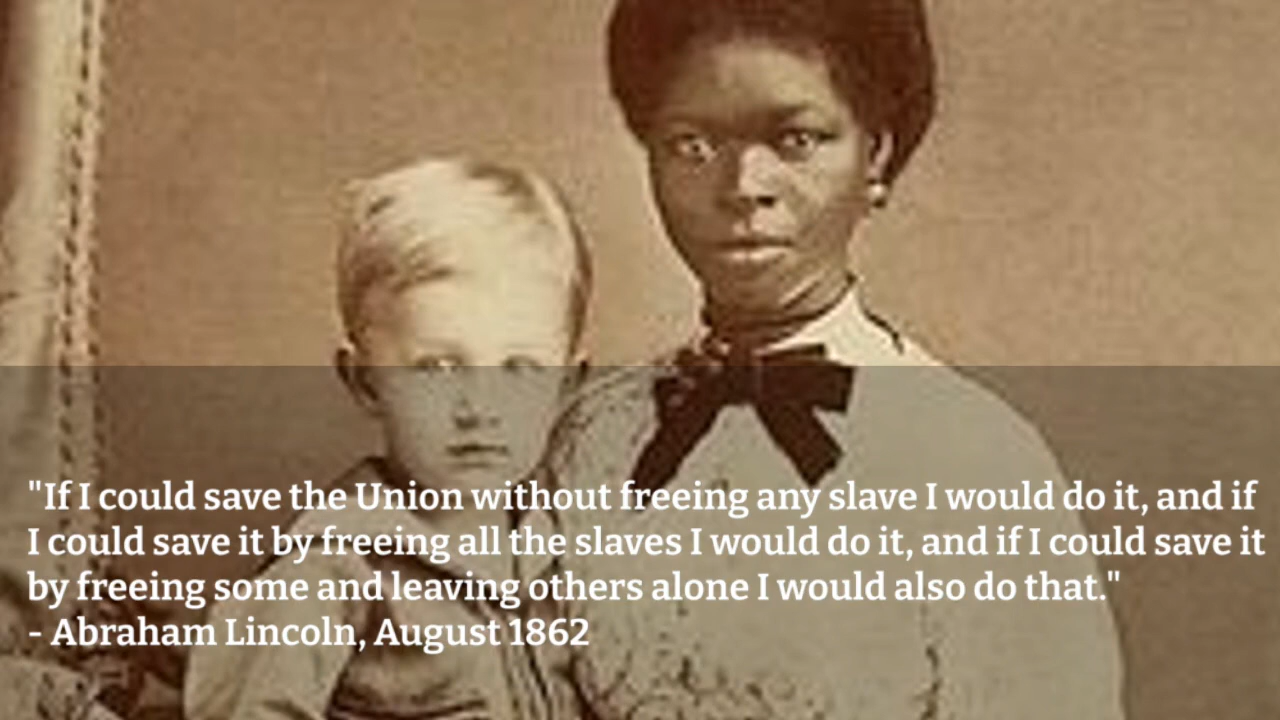 "If I could save the Union without freeing any slave I would do it, and if
I could save it by freeing all the slaves I would do it, and if I could save it
by freeing some and leaving others alone I would also do that."
- Abraham Lincoln, August 1862